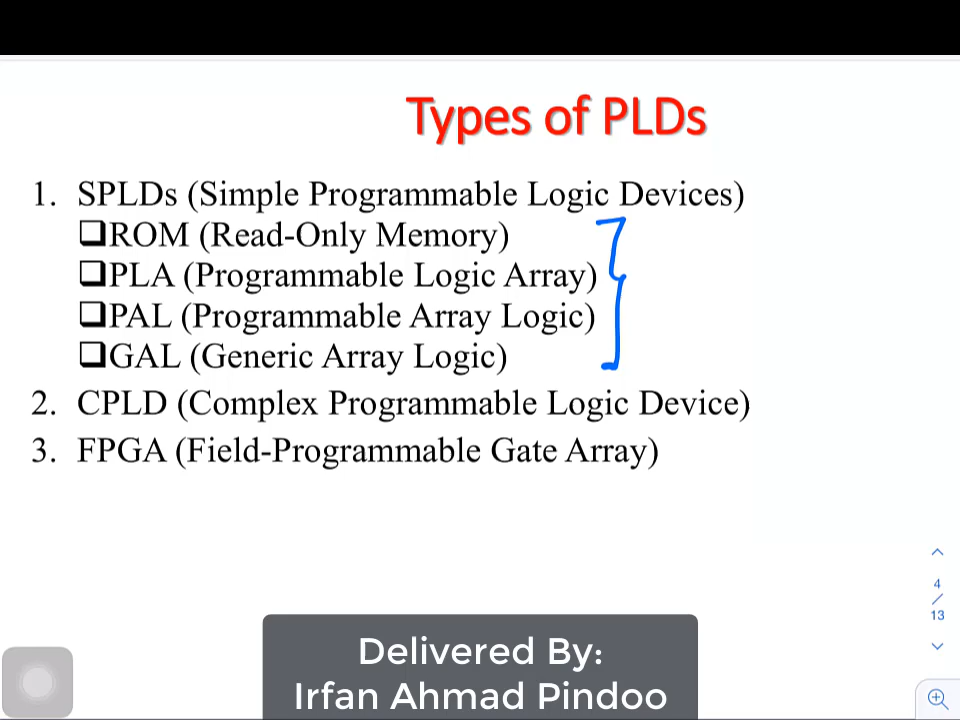 Types of PLDs
1. SPLDs (Simple Programmable Logic Devices)
❑ROM (Read-Only Memory)
❑PLA (Programmable Logic Array)
❑PAL (Programmable Array Logic)
❑GAL (Generic Array Logic)
2. CPLD (Complex Programmable Logic Device)
3. FPGA (Field-Programmable Gate Array)
4
/
13
Delivered By:
Irfan Ahmad Pindoo